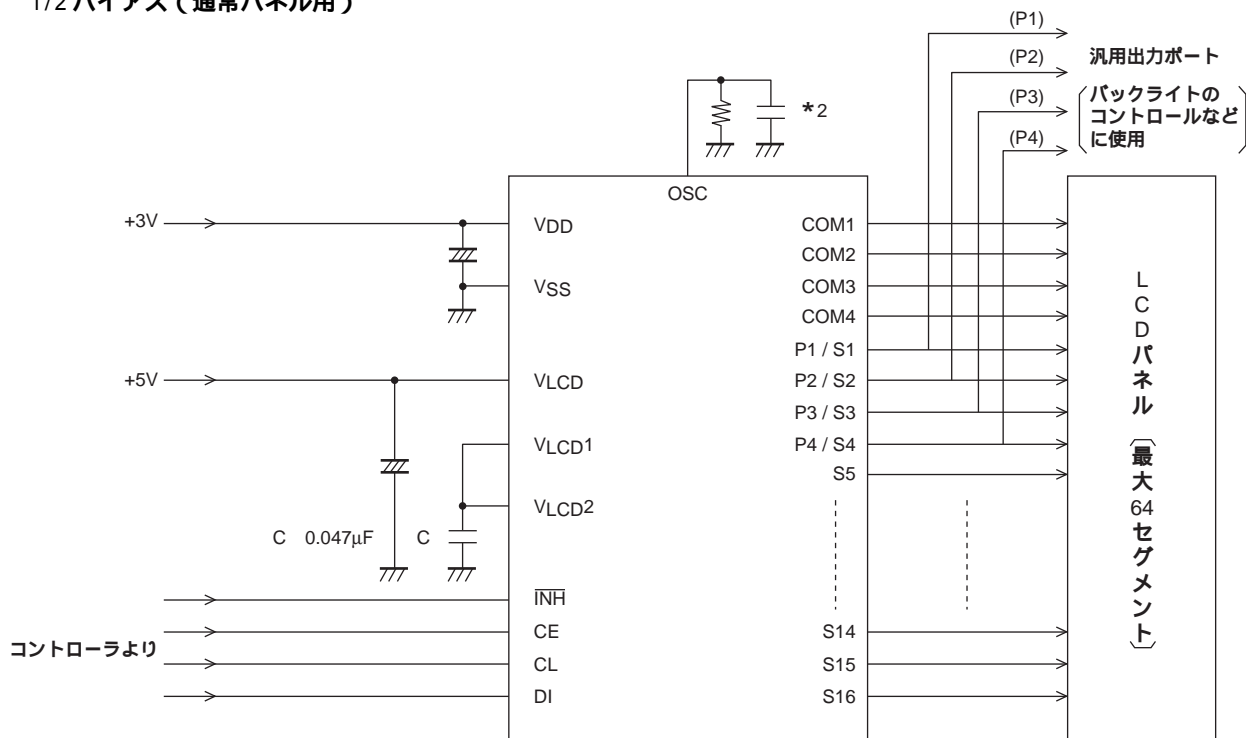 1/2 バイアス(通常パネル用)
(P1)
(P2)
(P3)
(P4)
汎用出力ポート
バックライトの
コントロールなど
に使用
*2
OSC
+3V
VDD
VSS
+5V
VLCD
VLCD1
VLCD2
C 0.047μF
C
INH
CE
CL
DI
コントローラより
COM1
COM2
COM3
COM4
P1 / S1
P2 / S2
P3 / S3
P4 / S4
S5
S14
S15
S16
LCDパネル(最大64セグメント)